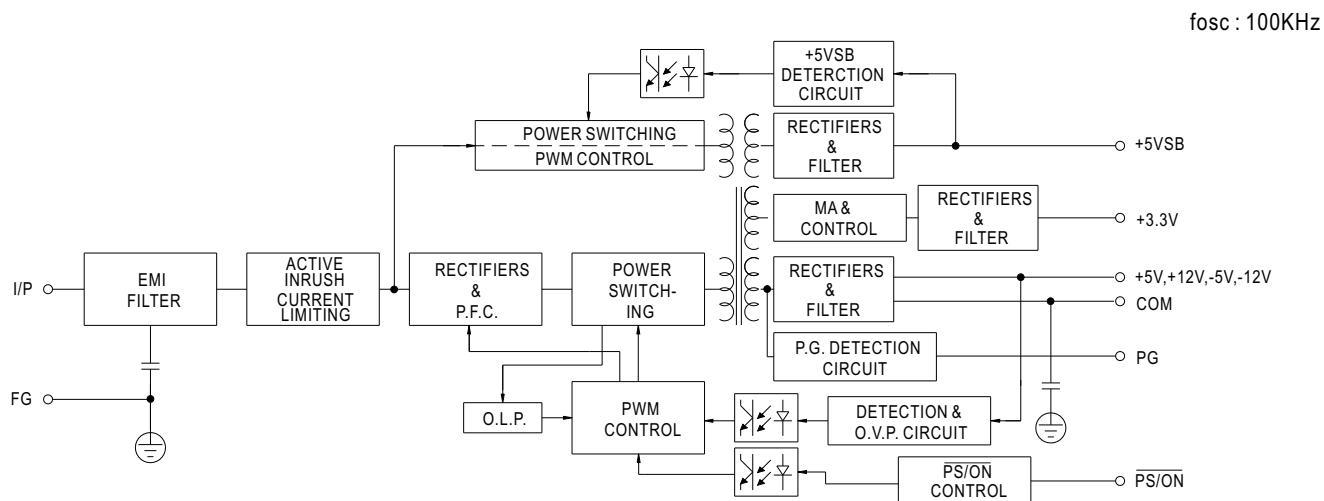 fosc : 100KHz
+5VSB
DETERCTION
CIRCUIT
POWER SWITCHING
PWM CONTROL
RECTIFIERS
&
FILTER
+5VSB
MA &
CONTROL
RECTIFIERS
&
FILTER
+3.3V
I/P
EMI
FILTER
ACTIVE
INRUSH
CURRENT
LIMITING
RECTIFIERS
&
P.F.C.
POWER
SWITCH-
ING
RECTIFIERS
&
FILTER
+5V,+12V,-5V,-12V
COM
P.G. DETECTION
CIRCUIT
PG
FG
O.L.P.
PWM
CONTROL
DETECTION &
O.V.P. CIRCUIT
PS/ON
CONTROL
PS/ON